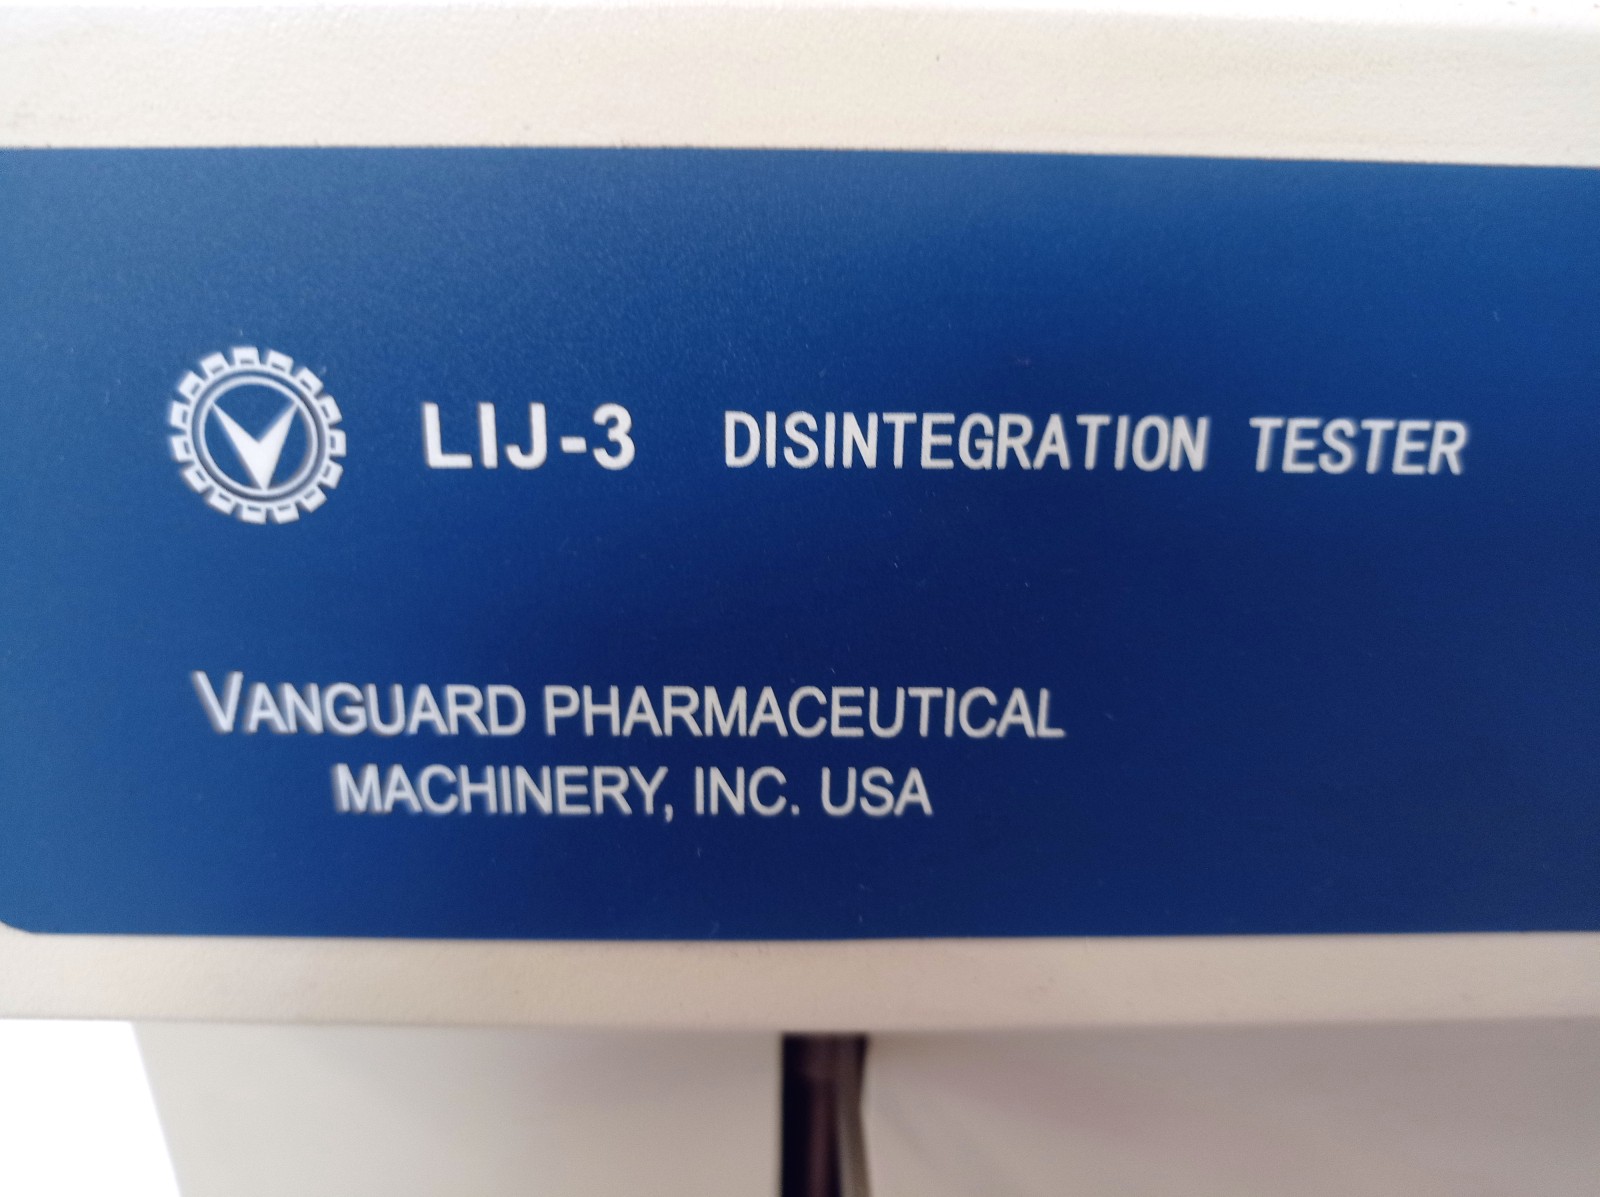 LIJ-3 DISINTEGRATION TESTER
VANGUARD PHARMACEUTICAL
MACHINERY, INC. USA